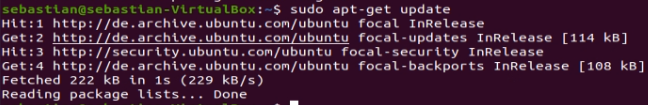 sebastian@sebastian-VirtualBox:~$ sudo apt-get update
Hit:1 http://de.archive.ubuntu.com/ubuntu focal InRelease
Get:2 http://de.archive.ubuntu.com/ubuntu focal-updates InRelease [114 kB]
Hit:3 http://security.ubuntu.com/ubuntu focal-security InRelease
Get:4 http://de.archive.ubuntu.com/ubuntu focal-backports InRelease [108 kB]
Fetched 222 kB in 1s (229 kB/s)
Reading package lists... Done